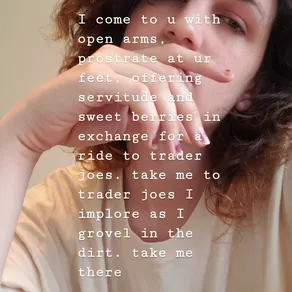 I come to u with
open arms,
prostrate at ur
feet, offering
servitude and
sweet berries in
exchange for a
ride to trader
joes. take me to
trader joes I
implore as I
grovel in the
dirt. take me
there